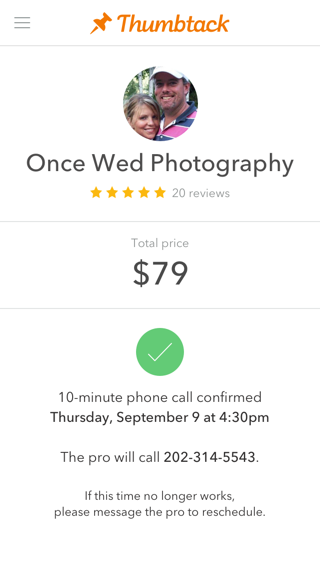 Thumbtack
Once Wed Photography
20 reviews
Total price
$79
10-minute phone call confirmed
Thursday, September 9 at 4:30pm
The pro will call 202-314-5543.
If this time no longer works,
please message the pro to reschedule.